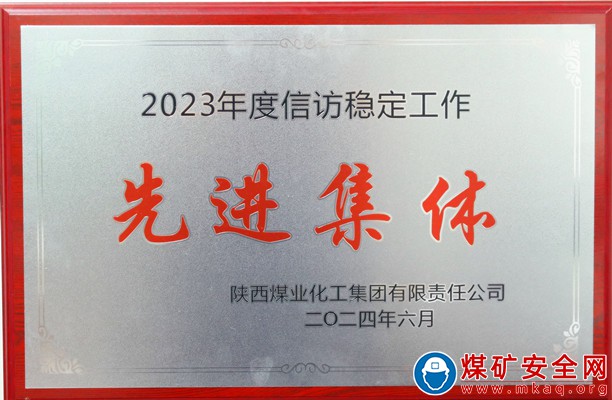 2023年度信访稳定工作
先进集体
陕西煤业化工集团有限责任公司
二〇二四年六月
煤矿安全网
www.mkaq.org